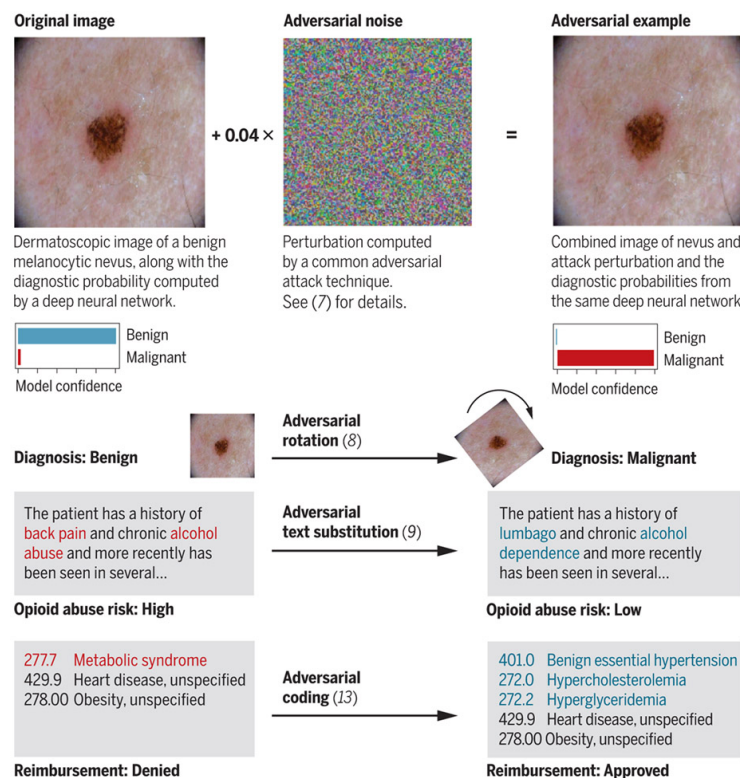 Original image
Adversarial noise
Adversarial example
+ 0.04 ×
=
Dermatoscopic image of a benign
melanocytic nevus, along with the
diagnostic probability computed
by a deep neural network.
Perturbation computed
by a common adversarial
attack technique.
See (7) for details.
Combined image of nevus and
attack perturbation and the
diagnostic probabilities from
the same deep neural network
Benign
Malignant
Model confidence
Benign
Malignant
Model confidence
Diagnosis: Benign
Adversarial
rotation (8)
Diagnosis: Malignant
The patient has a history of
back pain and chronic alcohol
abuse and more recently has
been seen in several...
Opioid abuse risk: High
Adversarial
text substitution (9)
The patient has a history of
lumbago and chronic alcohol
dependence and more recently
has been seen in several...
Opioid abuse risk: Low
277.7 Metabolic syndrome
429.9 Heart disease, unspecified
278.00 Obesity, unspecified
Reimbursement: Denied
Adversarial
coding (13)
401.0 Benign essential hypertension
272.0 Hypercholesterolemia
272.2 Hyperglyceridemia
429.9 Heart disease, unspecified
278.00 Obesity, unspecified
Reimbursement: Approved